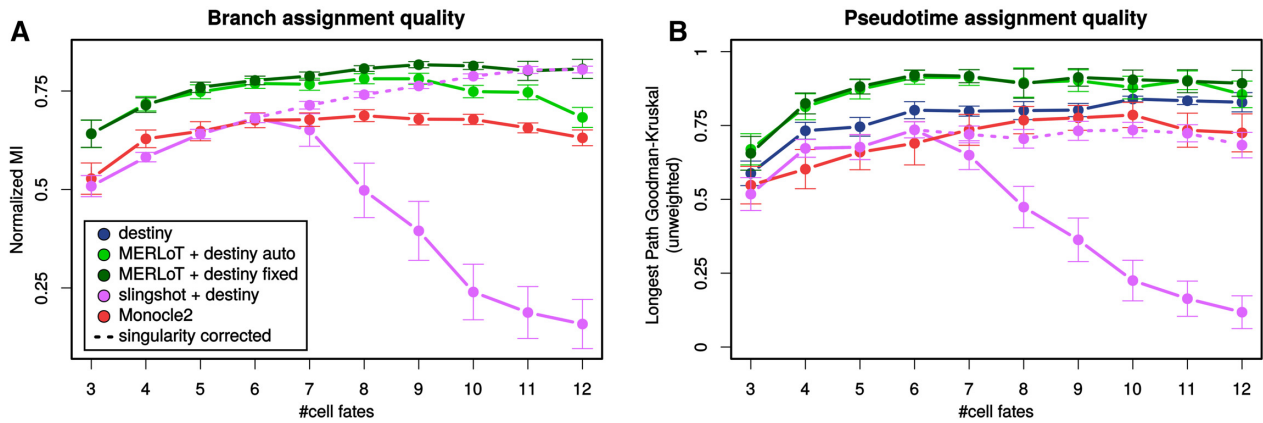 A
Branch assignment quality
Normalized MI
0.75
0.5
0.25
destiny
MERLoT + destiny auto
MERLoT + destiny fixed
slingshot + destiny
Monocle2
singularity corrected
3 4 5 6 7 8 9 10 11 12
#cell fates
B
Pseudotime assignment quality
Longest Path Goodman-Kruskal
(unweighted)
1
0.75
0.5
0.25
0
3 4 5 6 7 8 9 10 11 12
#cell fates